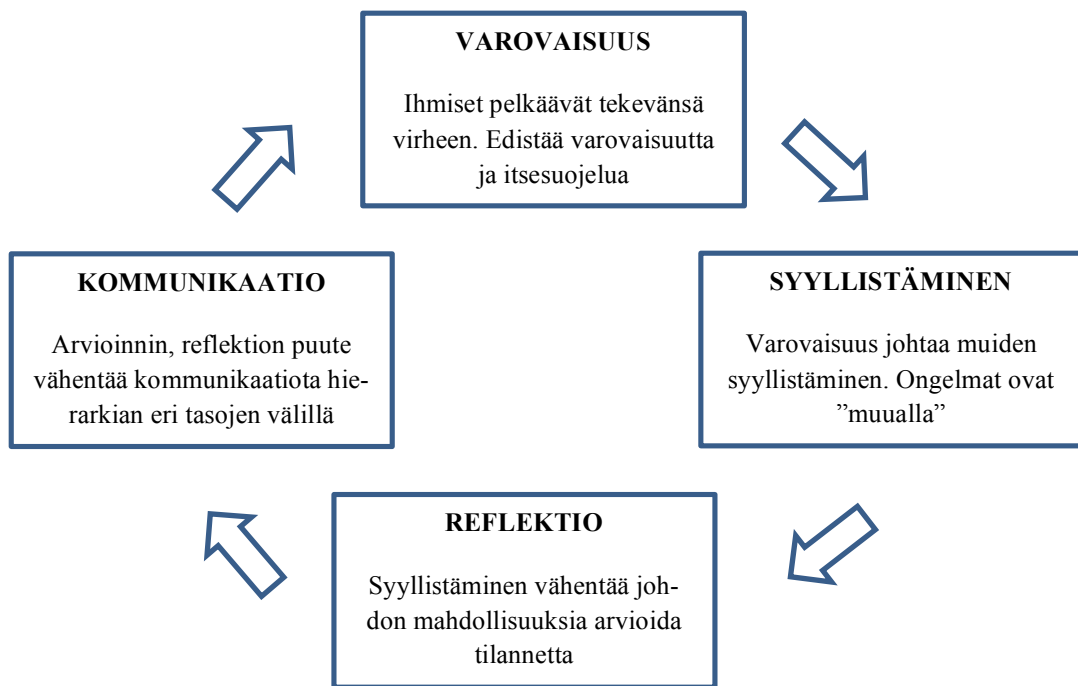 VAROVAISUUS
Ihmiset pelkäävät tekevänsä
virheen. Edistää varovaisuutta
ja itsesuojelua
KOMMUNIKAATIO
Arvioinnin, reflektion puute
vähentää kommunikaatiota hie-
rarkian eri tasojen välillä
SYYLLISTÄMINEN
Varovaisuus johtaa muiden
syyllistäminen. Ongelmat ovat
”muualla”
REFLEKTIO
Syyllistäminen vähentää joh-
don mahdollisuuksia arvioida
tilannetta